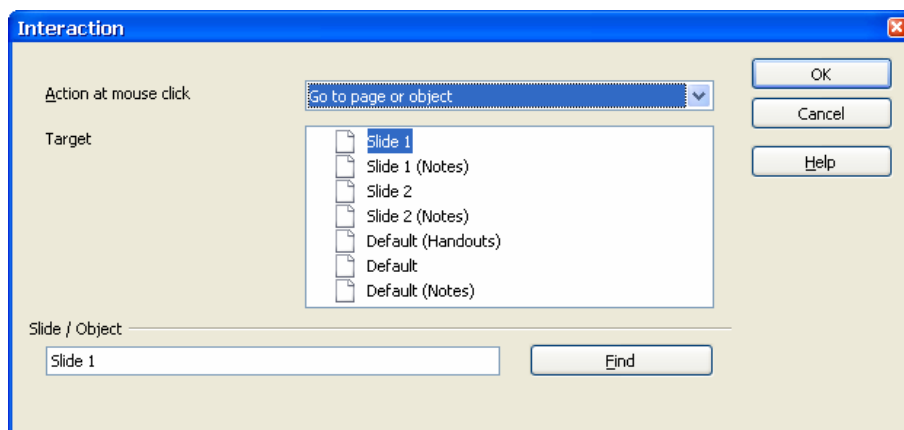 Interaction
OK
Action at mouse click
Go to page or object
Cancel
Target
Slide 1
Help
Slide 1 (Notes)
Slide 2
Slide 2 (Notes)
Default (Handouts)
Default
Default (Notes)
Slide / Object
Slide 1
Find